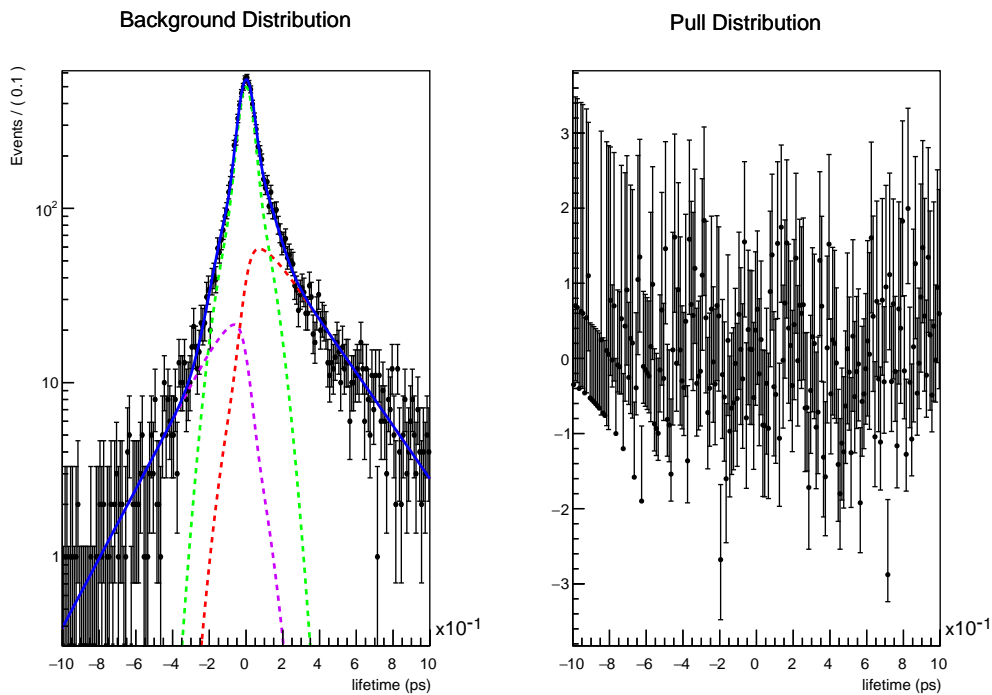 Background Distribution
Pull Distribution
Events / ( 0.1 )
10²
10
1
−10 −8 −6 −4 −2 0 2 4 6 8 10
×10⁻¹
lifetime (ps)
3
2
1
0
−1
−2
−3
−10 −8 −6 −4 −2 0 2 4 6 8 10
×10⁻¹
lifetime (ps)